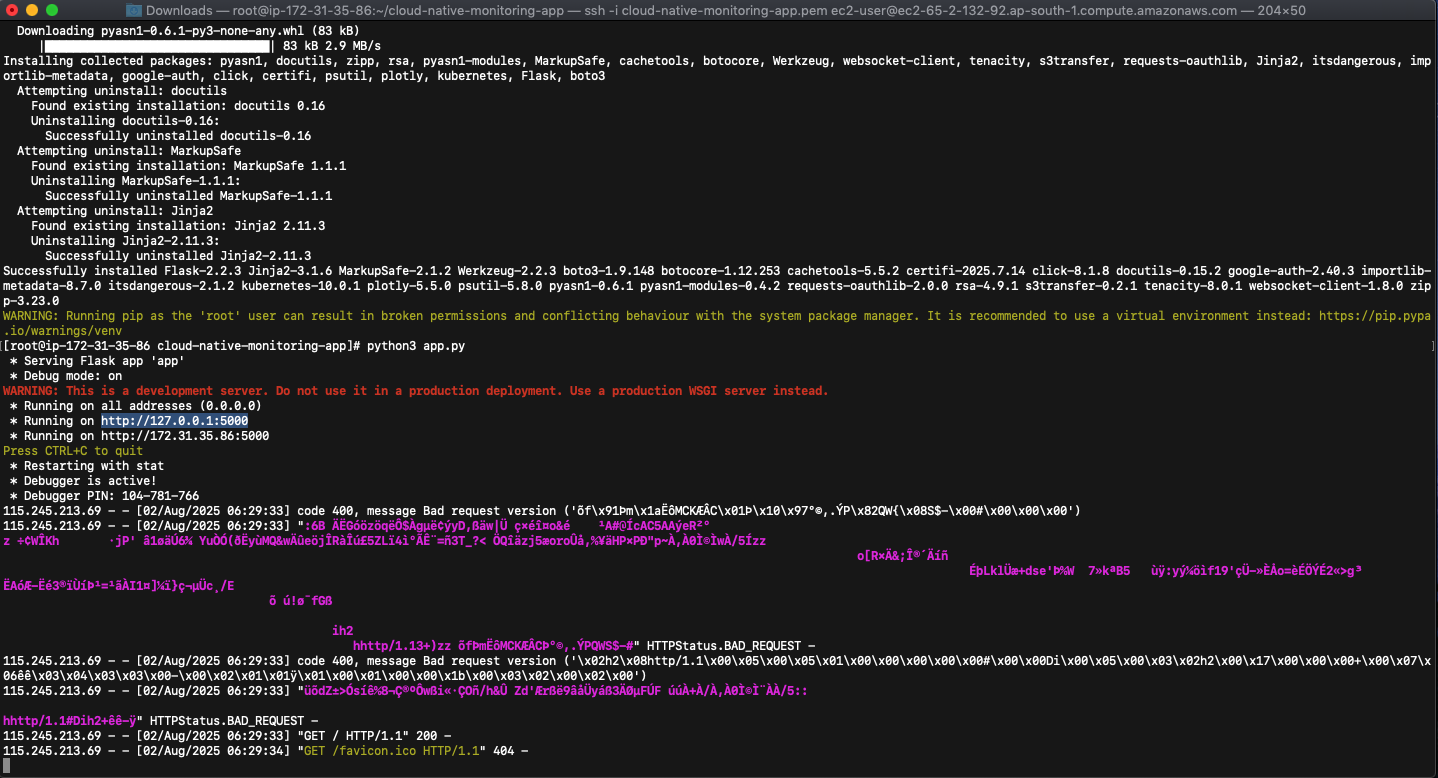 Downloads — root@ip-172-31-35-86:~/cloud-native-monitoring-app — ssh -i cloud-native-monitoring-app.pem ec2-user@ec2-65-2-132-92.ap-south-1.compute.amazonaws.com — 204×50
Downloading pyasn1-0.6.1-py3-none-any.whl (83 kB)
| 83 kB 2.9 MB/s
Installing collected packages: pyasn1, docutils, zipp, rsa, pyasn1-modules, MarkupSafe, cachetools, botocore, Werkzeug, websocket-client, tenacity, s3transfer, requests-oauthlib, Jinja2, itsdangerous, imp
ortlib-metadata, google-auth, click, certifi, psutil, plotly, kubernetes, Flask, boto3
Attempting uninstall: docutils
Found existing installation: docutils 0.16
Uninstalling docutils-0.16:
Successfully uninstalled docutils-0.16
Attempting uninstall: MarkupSafe
Found existing installation: MarkupSafe 1.1.1
Uninstalling MarkupSafe-1.1.1:
Successfully uninstalled MarkupSafe-1.1.1
Attempting uninstall: Jinja2
Found existing installation: Jinja2 2.11.3
Uninstalling Jinja2-2.11.3:
Successfully uninstalled Jinja2-2.11.3
Successfully installed Flask-2.2.3 Jinja2-3.1.6 MarkupSafe-2.1.2 Werkzeug-2.2.3 boto3-1.9.148 botocore-1.12.253 cachetools-5.5.2 certifi-2025.7.14 click-8.1.8 docutils-0.15.2 google-auth-2.40.3 importlib-
metadata-8.7.0 itsdangerous-2.1.2 kubernetes-10.0.1 plotly-5.5.0 psutil-5.8.0 pyasn1-0.6.1 pyasn1-modules-0.4.2 requests-oauthlib-2.0.0 rsa-4.9.1 s3transfer-0.2.1 tenacity-8.0.1 websocket-client-1.8.0 zip
p-3.23.0
WARNING: Running pip as the 'root' user can result in broken permissions and conflicting behaviour with the system package manager. It is recommended to use a virtual environment instead: https://pip.pypa
.io/warnings/venv
[[root@ip-172-31-35-86 cloud-native-monitoring-app]# python3 app.py ]
* Serving Flask app 'app'
* Debug mode: on
WARNING: This is a development server. Do not use it in a production deployment. Use a production WSGI server instead.
* Running on all addresses (0.0.0.0)
* Running on http://127.0.0.1:5000
* Running on http://172.31.35.86:5000
Press CTRL+C to quit
* Restarting with stat
* Debugger is active!
* Debugger PIN: 104-781-766
115.245.213.69 - - [02/Aug/2025 06:29:33] code 400, message Bad request version
115.245.213.69 - - [02/Aug/2025 06:29:33] "
hhttp/1.13+)zz
" HTTPStatus.BAD_REQUEST -
115.245.213.69 - - [02/Aug/2025 06:29:33] code 400, message Bad request version ('\x02h2\x08http/1.1\x00\x05\x00\x05\x01\x00\x00\x00\x00\x00#\x00\x00Di\x00\x05\x00\x03\x02h2\x00\x17\x00\x00\x00+\x00\x07\x
06êê\x03\x04\x03\x03\x00-\x00\x02\x01\x01ÿ\x01\x00\x01\x00\x00\x1b\x00\x03\x02\x00\x02\x00')
115.245.213.69 - - [02/Aug/2025 06:29:33] "
hhttp/1.1#Dih2+êê-ÿ" HTTPStatus.BAD_REQUEST -
115.245.213.69 - - [02/Aug/2025 06:29:33] "GET / HTTP/1.1" 200 -
115.245.213.69 - - [02/Aug/2025 06:29:34] "GET /favicon.ico HTTP/1.1" 404 -